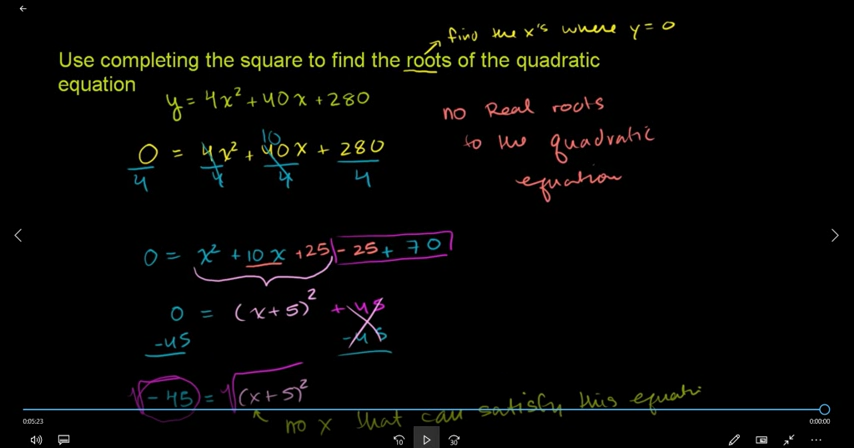 find the x's where y = 0
Use completing the square to find the roots of the quadratic
equation
y = 4x² + 40x + 280
no Real roots
to the quadratic
equation
10
0 = 4x² + 40x + 280
4 4 4 4
0 = x² + 10x + 25 - 25 + 70
0 = (x + 5)² + 45
-45 -45
√-45 = √(x + 5)²
no x that can satisfy this equati
0:05:23
0:00:00
10
30